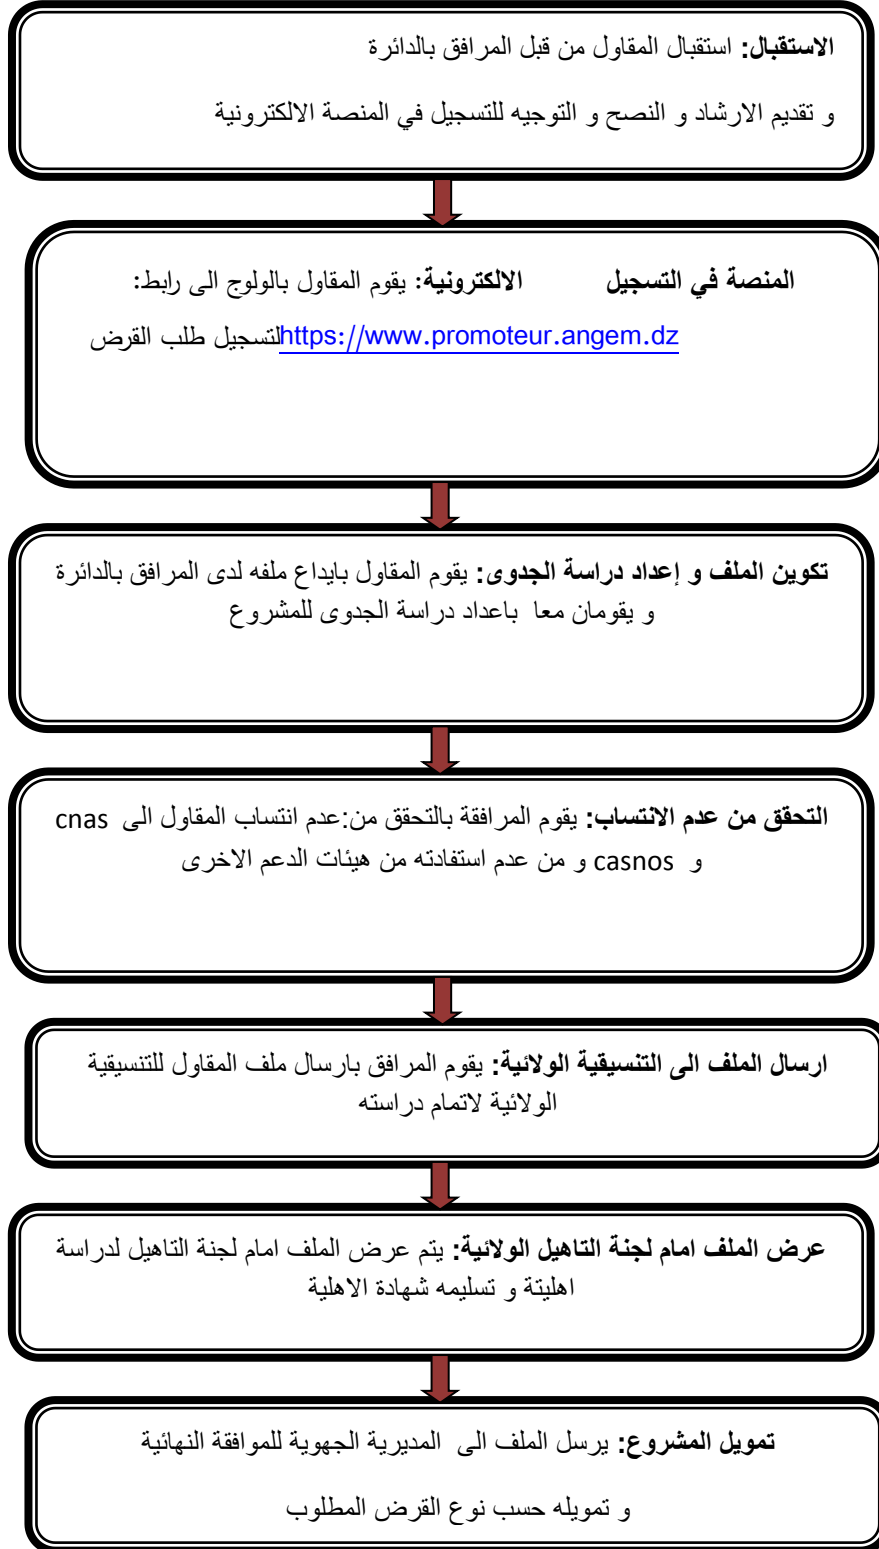 الاستقبال: استقبال المقاول من قبل المرافق بالدائرة
و تقديم الارشاد و النصح و التوجيه للتسجيل في المنصة الالكترونية
المنصة في التسجيل الالكترونية: يقوم المقاول بالولوج الى رابط:
https://www.promoteur.angem.dz لتسجيل طلب القرض
تكوين الملف و إعداد دراسة الجدوى: يقوم المقاول بايداع ملفه لدى المرافق بالدائرة
و يقومان معا باعداد دراسة الجدوى للمشروع
التحقق من عدم الانتساب: يقوم المرافقة بالتحقق من:عدم انتساب المقاول الى cnas
و casnos و من عدم استفادته من هيئات الدعم الاخرى
ارسال الملف الى التنسيقية الولائية: يقوم المرافق بارسال ملف المقاول للتنسيقية
الولائية لاتمام دراسته
عرض الملف امام لجنة التاهيل الولائية: يتم عرض الملف امام لجنة التاهيل لدراسة
اهليتة و تسليمه شهادة الاهلية
تمويل المشروع: يرسل الملف الى المديرية الجهوية للموافقة النهائية
و تمويله حسب نوع القرض المطلوب